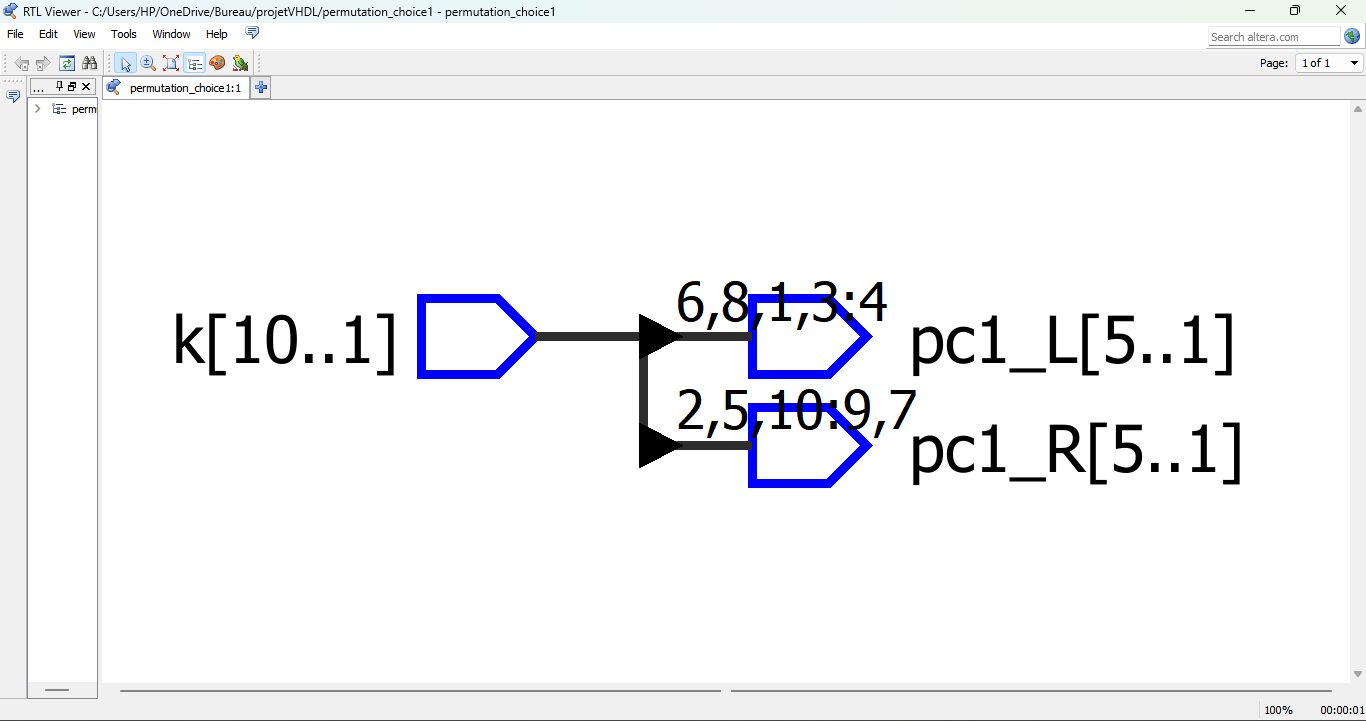 RTL Viewer - C:/Users/HP/OneDrive/Bureau/projetVHDL/permutation_choice1 - permutation_choice1
File Edit View Tools Window Help
Search altera.com
Page: 1 of 1
...
permutation_choice1:1
perm
6,8,1,3:4
k[10..1]
pc1_L[5..1]
2,5,10:9,7
pc1_R[5..1]
100% 00:00:01